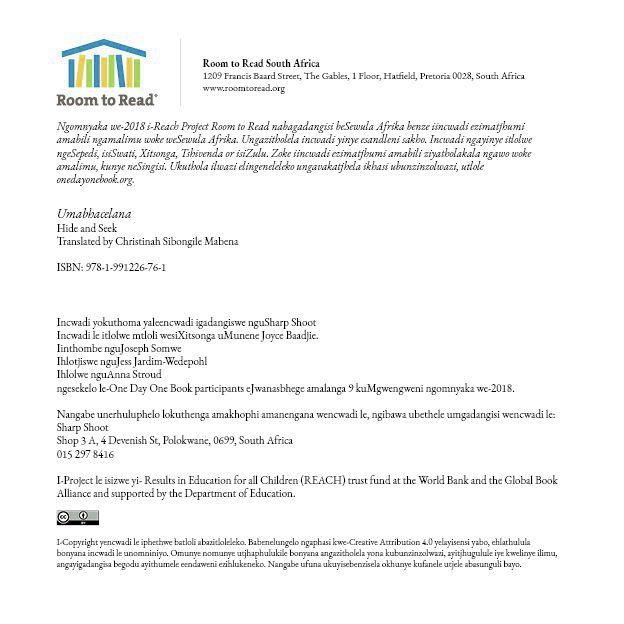 Room to Read®
Room to Read South Africa
1209 Francis Baard Street, The Gables, 1 Floor, Hatfield, Pretoria 0028, South Africa
www.roomtoread.org
Ngomnyaka we-2018 i-Reach Project Room to Read nabagadangisi beSewula Afrika benze iincwadi ezimatjhumi
amabili ngamalimu woke weSewula Afrika. Ungazitholela incwadi yinye esandleni sakho. Incwadi ngayinye itlolwe
ngeSepedi, isiSwati, Xitsonga, Tshivenda or isiZulu. Zoke iincwadi ezimatjhumi amabili ziyatholakala ngawo woke
amalimu, kunye neSingisi. Ukuthola ilwazi elingeneleleko ungavakatjhela ikhasi ubunzinzolwazi, utlole
onedayonebook.org.
Umabhacelana
Hide and Seek
Translated by Christinah Sibongile Mabena
ISBN: 978-1-991226-76-1
Incwadi yokuthoma yaleencwadi igadangiswe nguSharp Shoot
Incwadi le itlolwe mtloli wesiXitsonga uMunene Joyce Baadjie.
Iinthombe nguJoseph Somwe
Ihlotjiswe nguJess Jardim-Wedepohl
Ihlolwe nguAnna Stroud
ngesekelo le-One Day One Book participants eJwanasbhege amalanga 9 kuMgwengweni ngomnyaka we-2018.
Nangabe unerhuluphelo lokuthenga amakhophi amanengana wencwadi le, ngibawa ubethele umgadangisi wencwadi le:
Sharp Shoot
Shop 3 A, 4 Devenish St, Polokwane, 0699, South Africa
015 297 8416
I-Project le isizwe yi- Results in Education for all Children (REACH) trust fund at the World Bank and the Global Book
Alliance and supported by the Department of Education.
cc BY
I-Copyright yencwadi le iphethwe batloli abazitloleleko. Babenelungelo ngaphasi kwe-Creative Attribution 4.0 yelayisensi yabo, ehlathulula
bonyana incwadi le unomniniyo. Omunye nomunye utjhaphulukile bonyana angazitholela yona kubunzinzolwazi, ayitjhugulule iye kwelinye ilimu,
angayigadangisa begodu ayithumele eendaweni ezihlukeneko. Nangabe ufuna ukuyisebenzisela okhunye kufanele utjele abasunguli bayo.